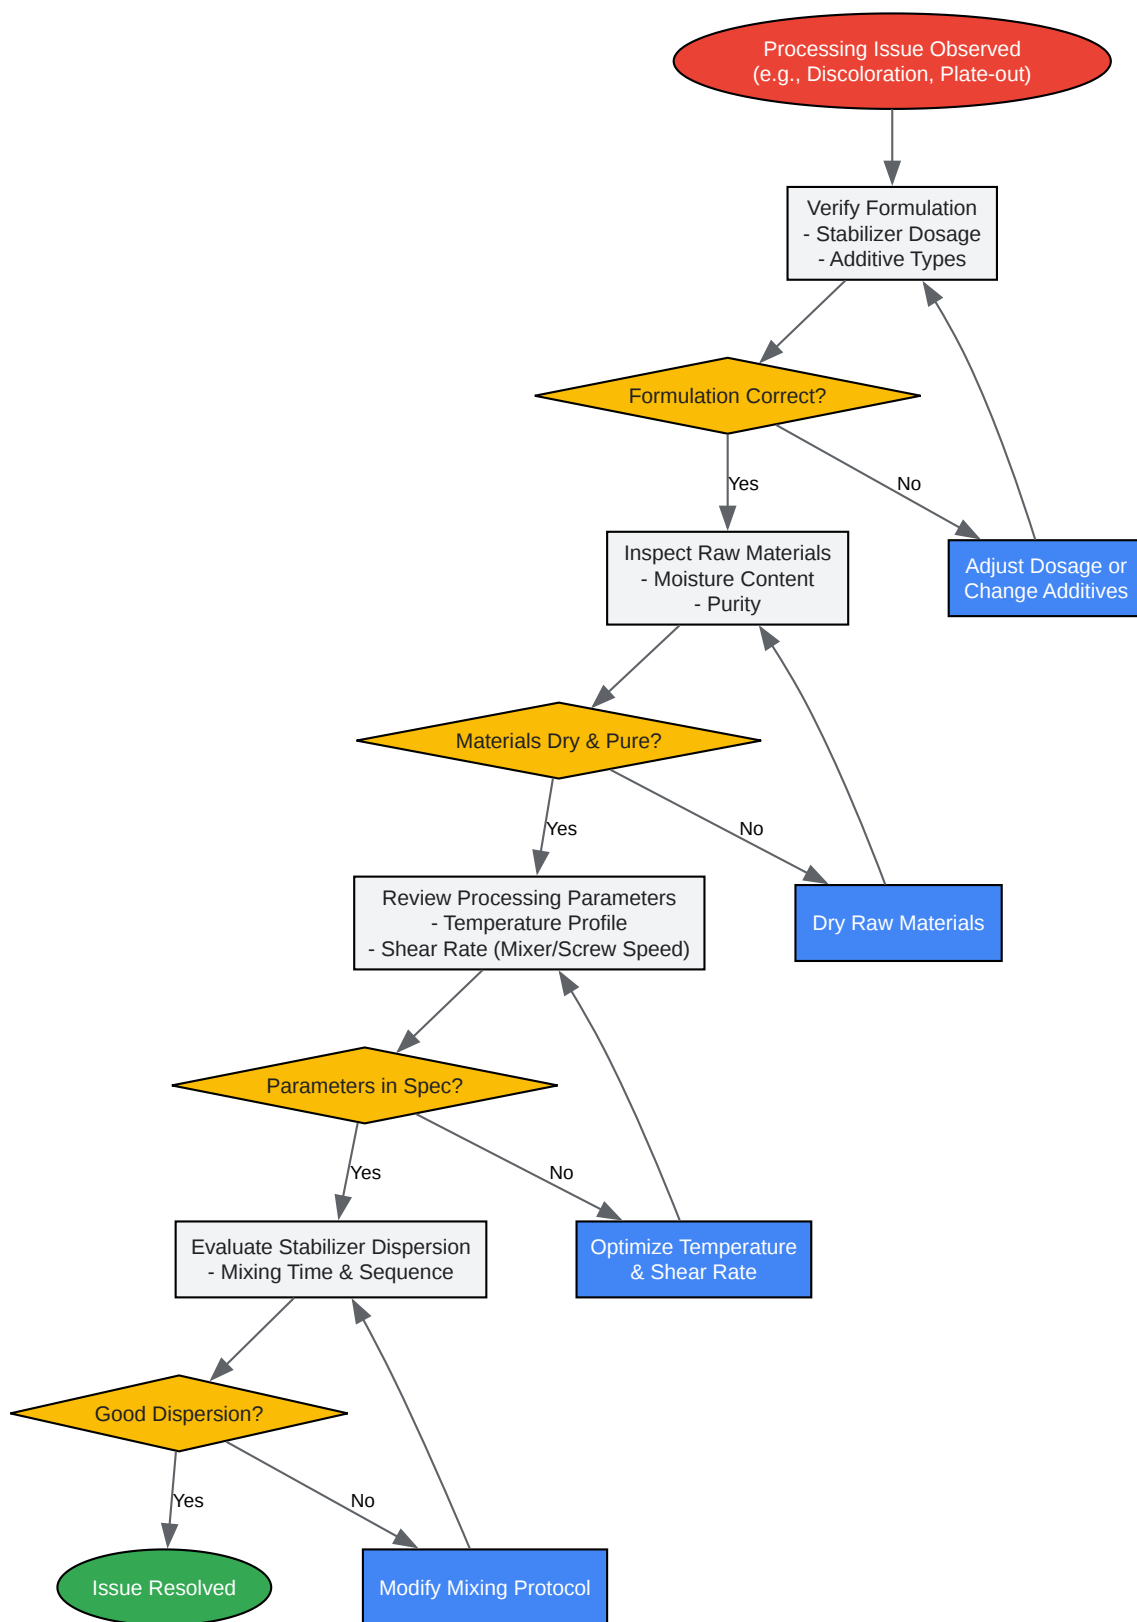 Processing Issue Observed
(e.g., Discoloration, Plate-out)
Verify Formulation
- Stabilizer Dosage
- Additive Types
Formulation Correct?
Yes
No
Inspect Raw Materials
- Moisture Content
- Purity
Adjust Dosage or
Change Additives
Materials Dry & Pure?
Yes
No
Review Processing Parameters
- Temperature Profile
- Shear Rate (Mixer/Screw Speed)
Dry Raw Materials
Parameters in Spec?
Yes
No
Evaluate Stabilizer Dispersion
- Mixing Time & Sequence
Optimize Temperature
& Shear Rate
Good Dispersion?
Yes
No
Issue Resolved
Modify Mixing Protocol